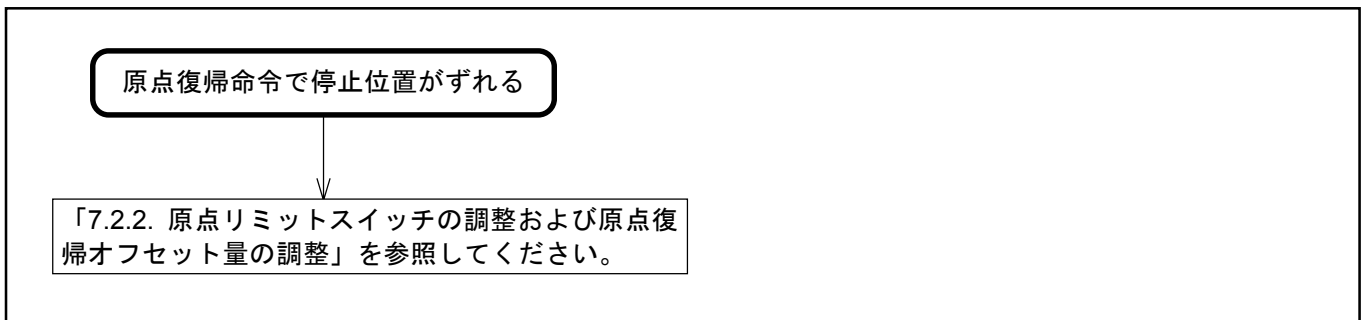 原点復帰命令で停止位置がずれる
「7.2.2. 原点リミットスイッチの調整および原点復
帰オフセット量の調整」を参照してください。